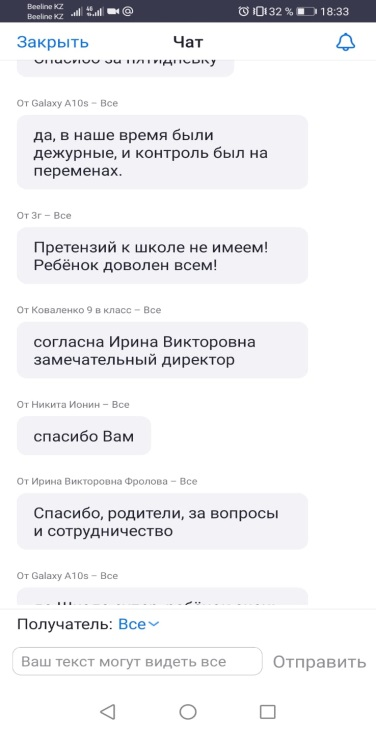 Beeline KZ
Beeline KZ
4G
32 %
18:33
Закрыть
Чат
Спасибо за пятидневку
От Galaxy A10s – Все
да, в наше время были
дежурные, и контроль был на
переменах.
От 3г – Все
Претензий к школе не имеем!
Ребёнок доволен всем!
От Коваленко 9 в класс – Все
согласна Ирина Викторовна
замечательный директор
От Никита Ионин – Все
спасибо Вам
От Ирина Викторовна Фролова – Все
Спасибо, родители, за вопросы
и сотрудничество
От Galaxy A10s – Все
Получатель: Все
Ваш текст могут видеть все
Отправить